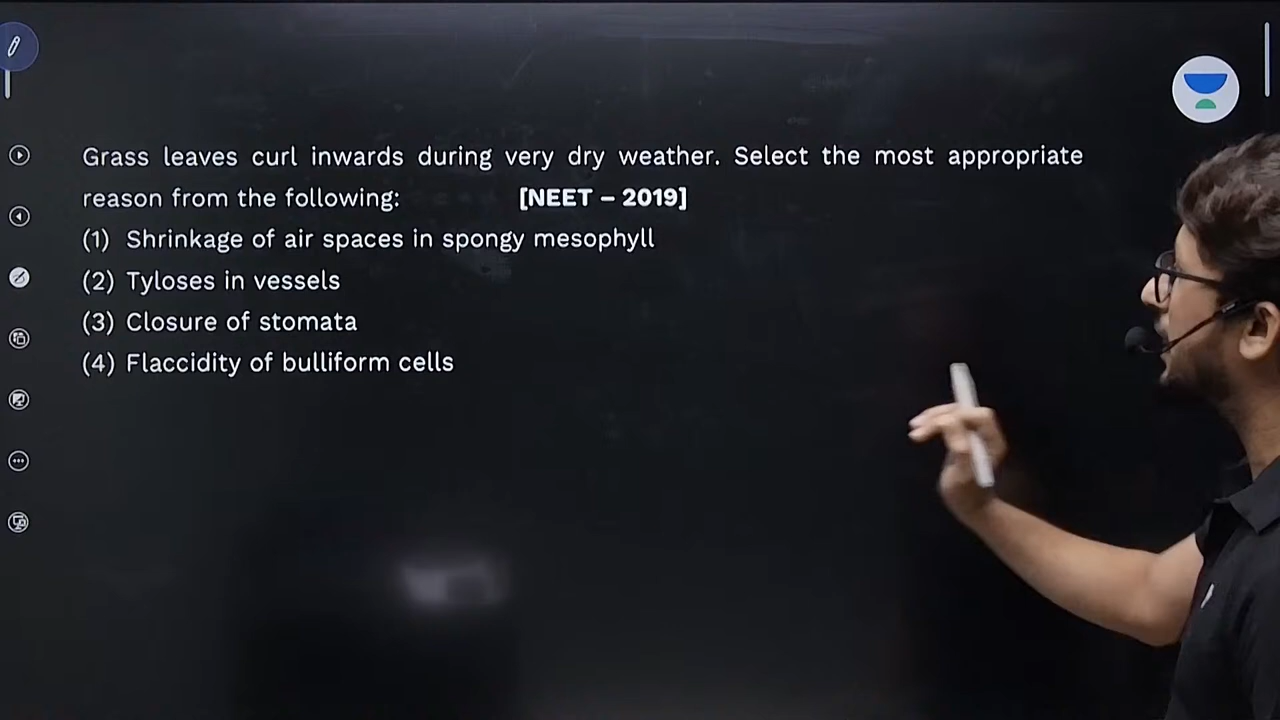 Grass leaves curl inwards during very dry weather. Select the most appropriate
reason from the following: [NEET – 2019]
(1) Shrinkage of air spaces in spongy mesophyll
(2) Tyloses in vessels
(3) Closure of stomata
(4) Flaccidity of bulliform cells